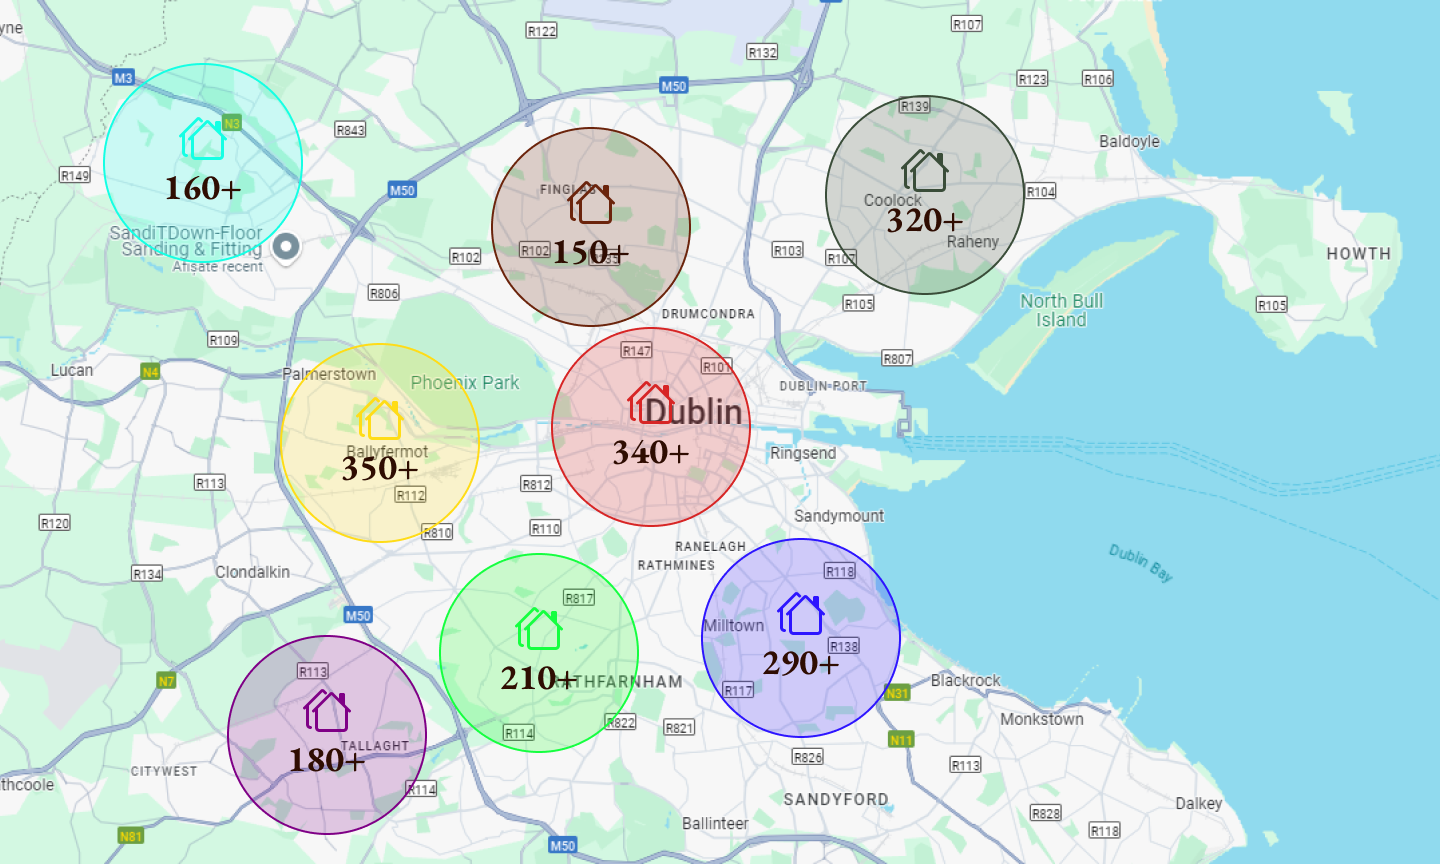 yne
R122
R107
R132
M3
M50
R123
R106
R139
N3
R843
Baldoyle
R149
160+
M50
FINGLAS
Coolock
R104
320+
SandiTDown-Floor
Sanding & Fitting
Afișate recent
R102
R102
150+
R103
R107
Raheny
HOWTH
R806
R105
North Bull
Island
R105
DRUMCONDRA
R109
R147
R101
R807
Lucan
N4
Palmerstown
Phoenix Park
DUBLIN PORT
Dublin
Ballyfermot
350+
340+
Ringsend
R113
R112
R812
R120
R810
R110
Sandymount
RANELAGH
RATHMINES
Dublin Bay
R134
Clondalkin
R118
M50
R817
Milltown
R138
290+
R113
N7
210+
RATHFARNHAM
R117
N31
Blackrock
R114
R822
R821
Monkstown
N11
180+
TALLAGHT
CITYWEST
R826
R113
thcoole
R114
SANDYFORD
Dalkey
R828
R118
N81
Ballinteer
M50